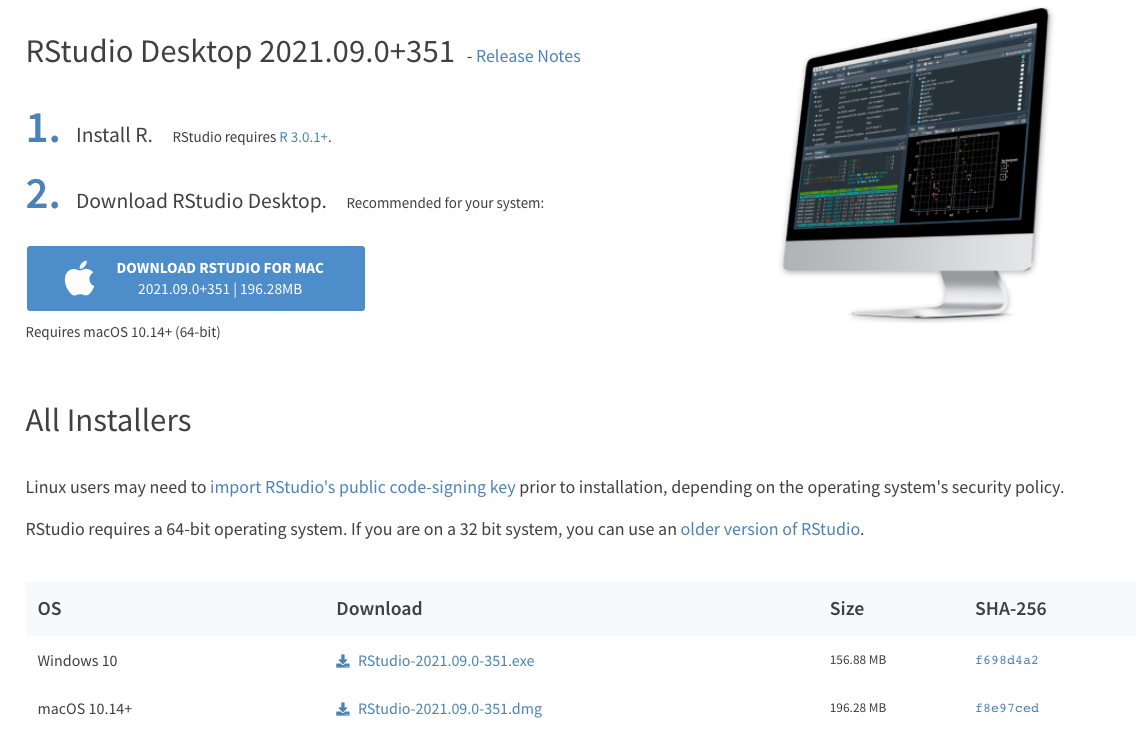 RStudio Desktop 2021.09.0+351 - Release Notes
1. Install R. RStudio requires R 3.0.1+.
2. Download RStudio Desktop. Recommended for your system:
DOWNLOAD RSTUDIO FOR MAC
2021.09.0+351 | 196.28MB
Requires macOS 10.14+ (64-bit)
All Installers
Linux users may need to import RStudio's public code-signing key prior to installation, depending on the operating system's security policy.
RStudio requires a 64-bit operating system. If you are on a 32 bit system, you can use an older version of RStudio.
OS Download Size SHA-256
Windows 10 RStudio-2021.09.0-351.exe 156.88 MB f698d4a2
macOS 10.14+ RStudio-2021.09.0-351.dmg 196.28 MB f8e97ced